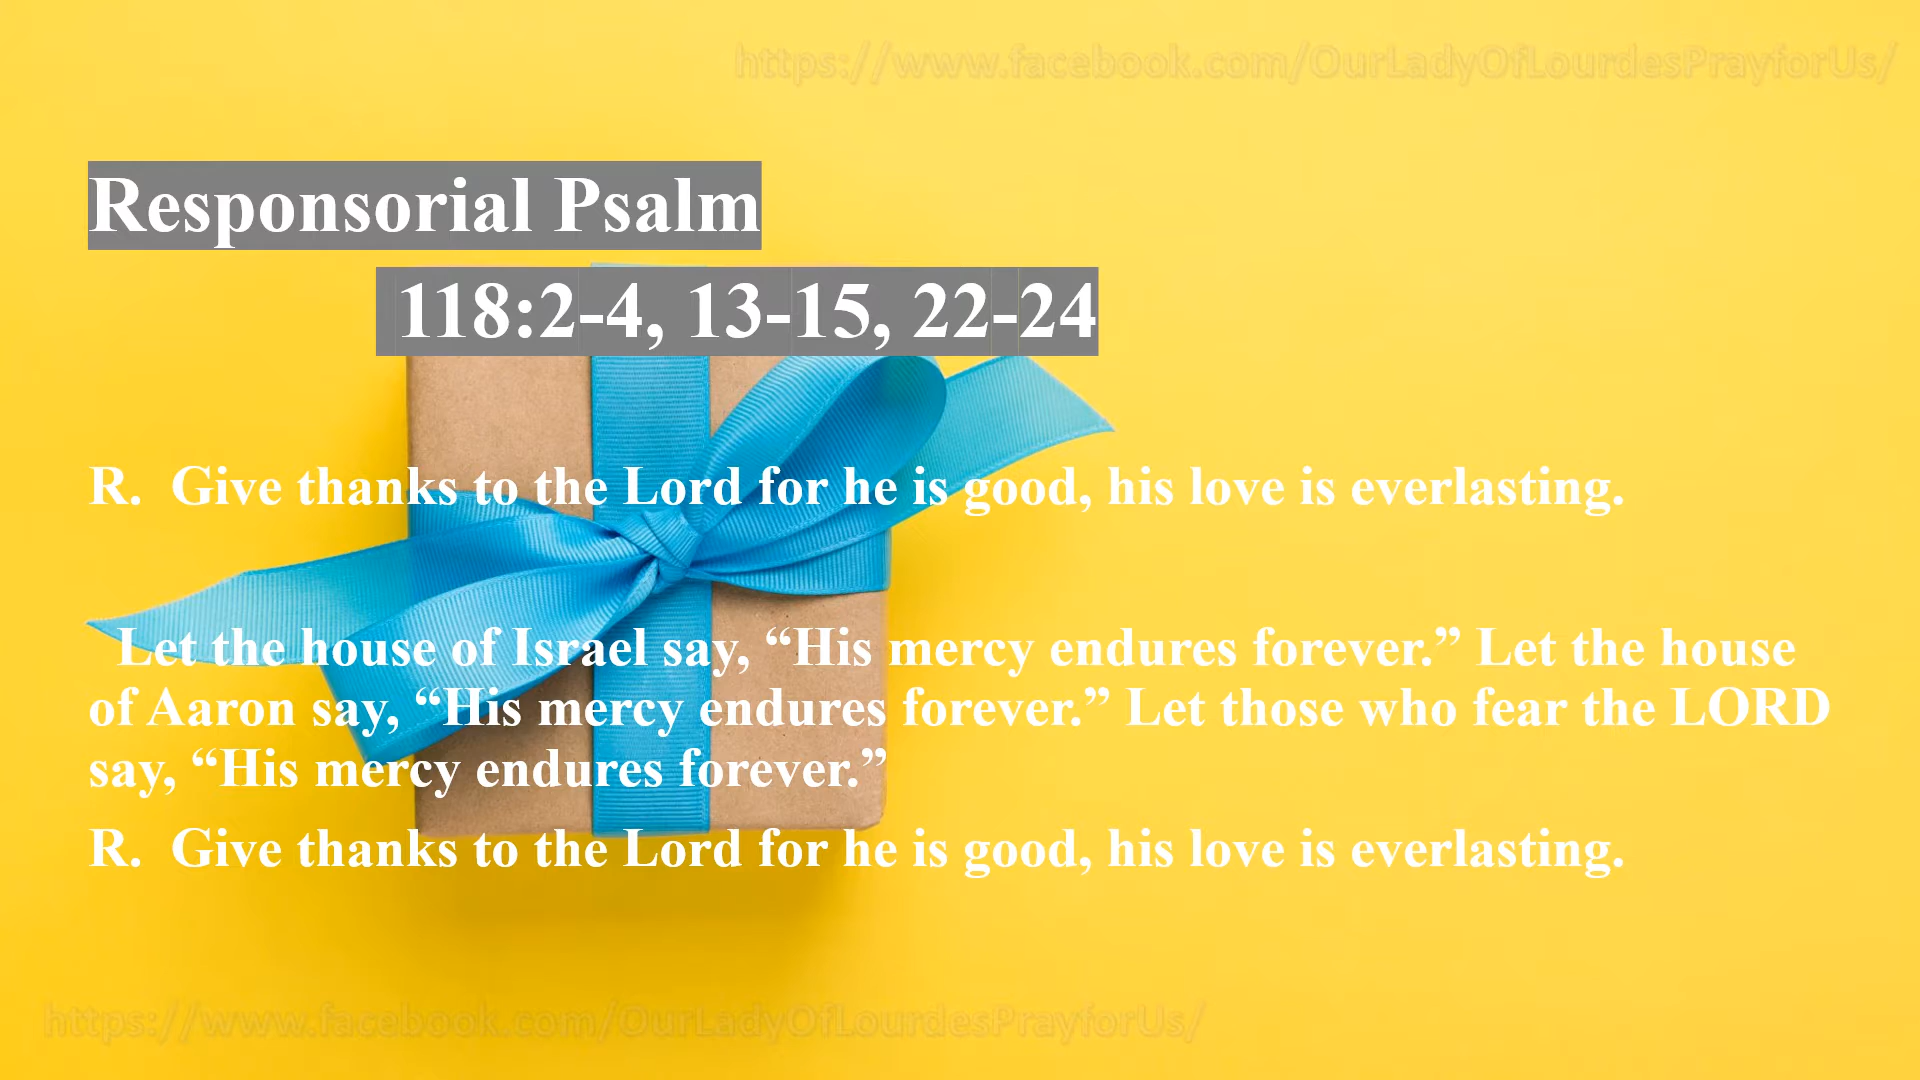 https://www.facebook.com/OurLadyOfLourdesPrayforUs/
Responsorial Psalm
118:2-4, 13-15, 22-24
R.  Give thanks to the Lord for he is good, his love is everlasting.
Let the house of Israel say, “His mercy endures forever.” Let the house
of Aaron say, “His mercy endures forever.” Let those who fear the LORD
say, “His mercy endures forever.”
R.  Give thanks to the Lord for he is good, his love is everlasting.
https://www.facebook.com/OurLadyOfLourdesPrayforUs/